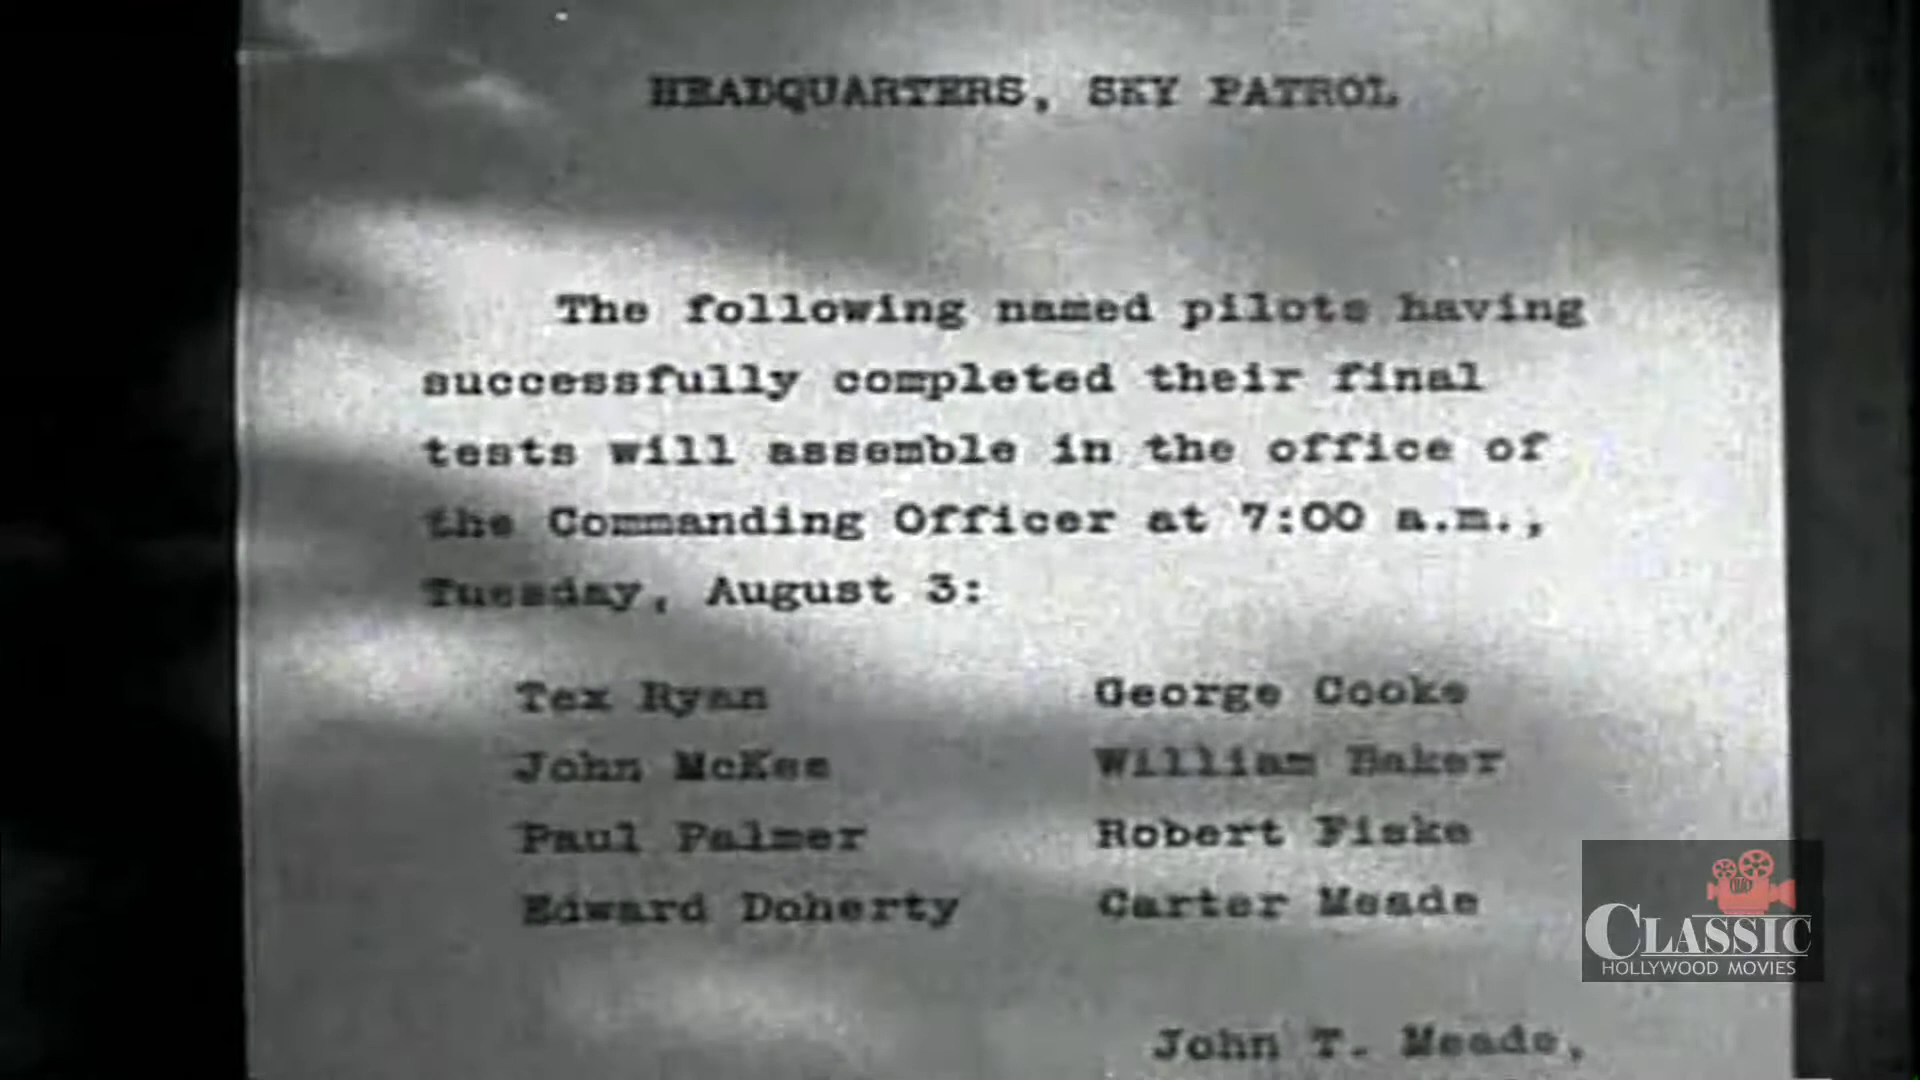 HEADQUARTERS, SKY PATROL
The following named pilots having
successfully completed their final
tests will assemble in the office of
the Commanding Officer at 7:00 a.m.,
Tuesday, August 3:
Tex Ryan George Cooke
John McKee William Baker
Paul Palmer Robert Fiske
Edward Doherty Carter Meade
John T. Meade,
CLASSIC
HOLLYWOOD MOVIES